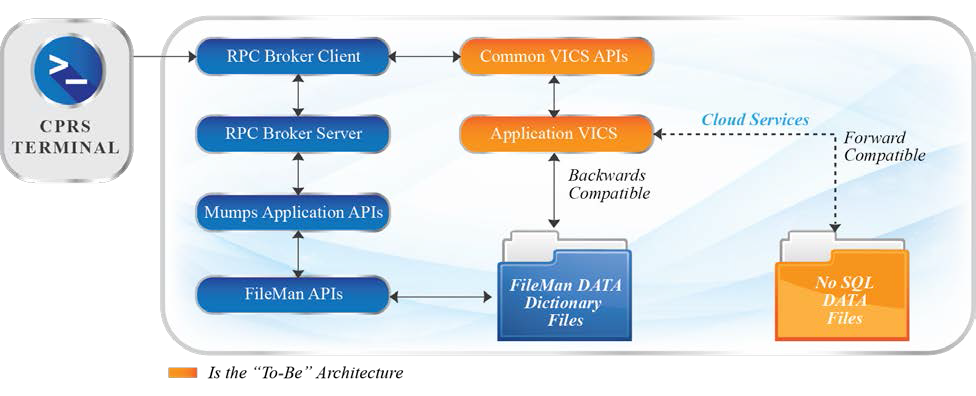 CPRS
TERMINAL
RPC Broker Client
Common VICS APIs
RPC Broker Server
Application VICS
Cloud Services
Forward
Compatible
Backwards
Compatible
Mumps Application APIs
FileMan APIs
FileMan DATA
Dictionary
Files
No SQL
DATA
Files
Is the “To-Be” Architecture